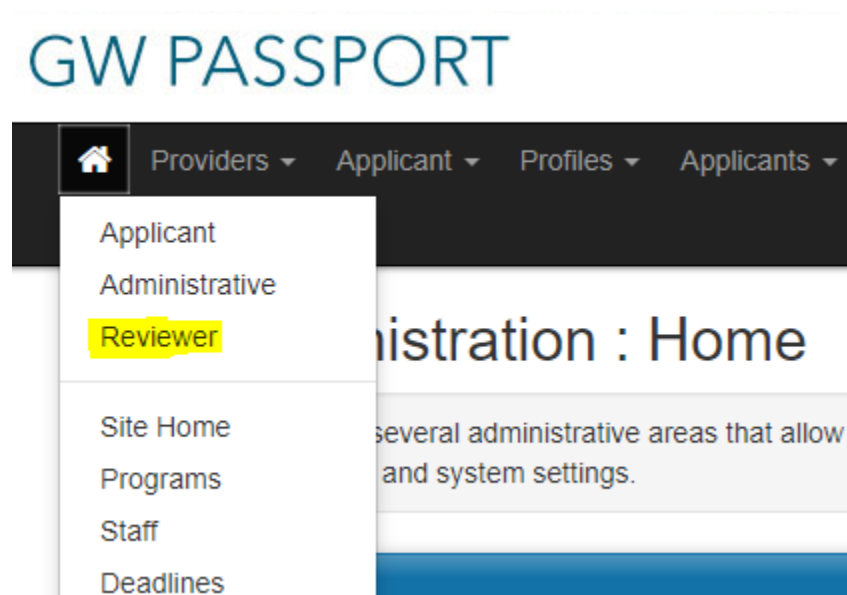 GW PASSPORT
Providers Applicant Profiles Applicants
Applicant
Administrative
Reviewer
Site Home
Programs
Staff
Deadlines
nistration : Home
several administrative areas that allow
and system settings.